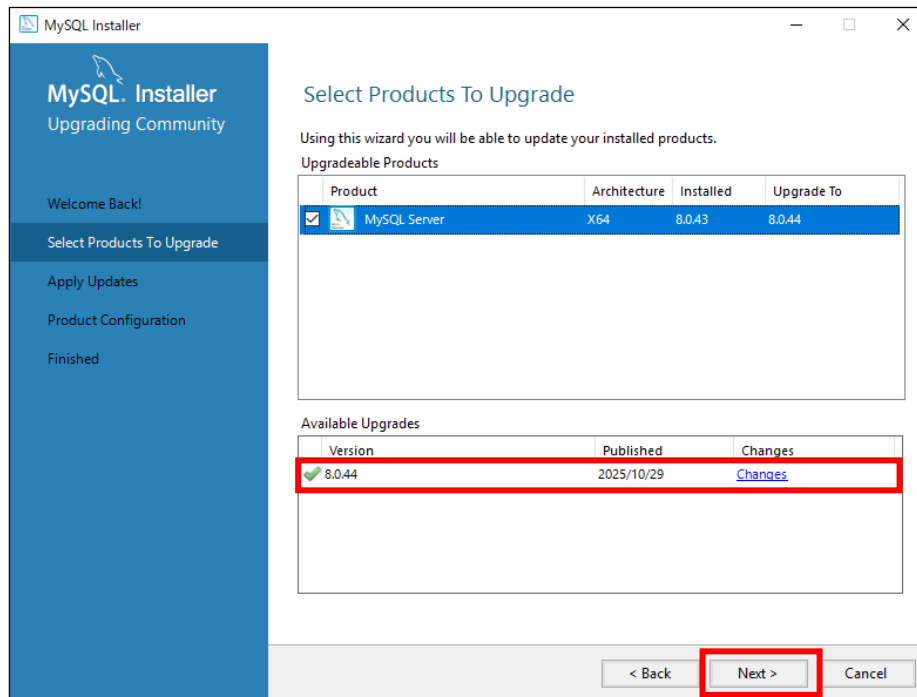 MySQL Installer
MySQL. Installer
Upgrading Community
Welcome Back!
Select Products To Upgrade
Apply Updates
Product Configuration
Finished
Select Products To Upgrade
Using this wizard you will be able to update your installed products.
Upgradeable Products
Product Architecture Installed Upgrade To
MySQL Server X64 8.0.43 8.0.44
Available Upgrades
Version Published Changes
8.0.44 2025/10/29 Changes
< Back Next > Cancel